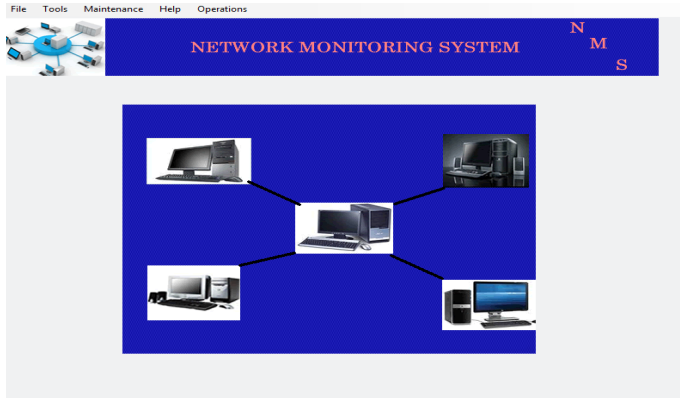 File Tools Maintenance Help Operations
NETWORK MONITORING SYSTEM
N
M
S